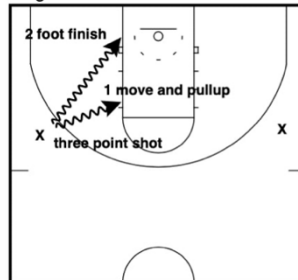 2 foot finish
1 move and pullup
X
X
three point shot